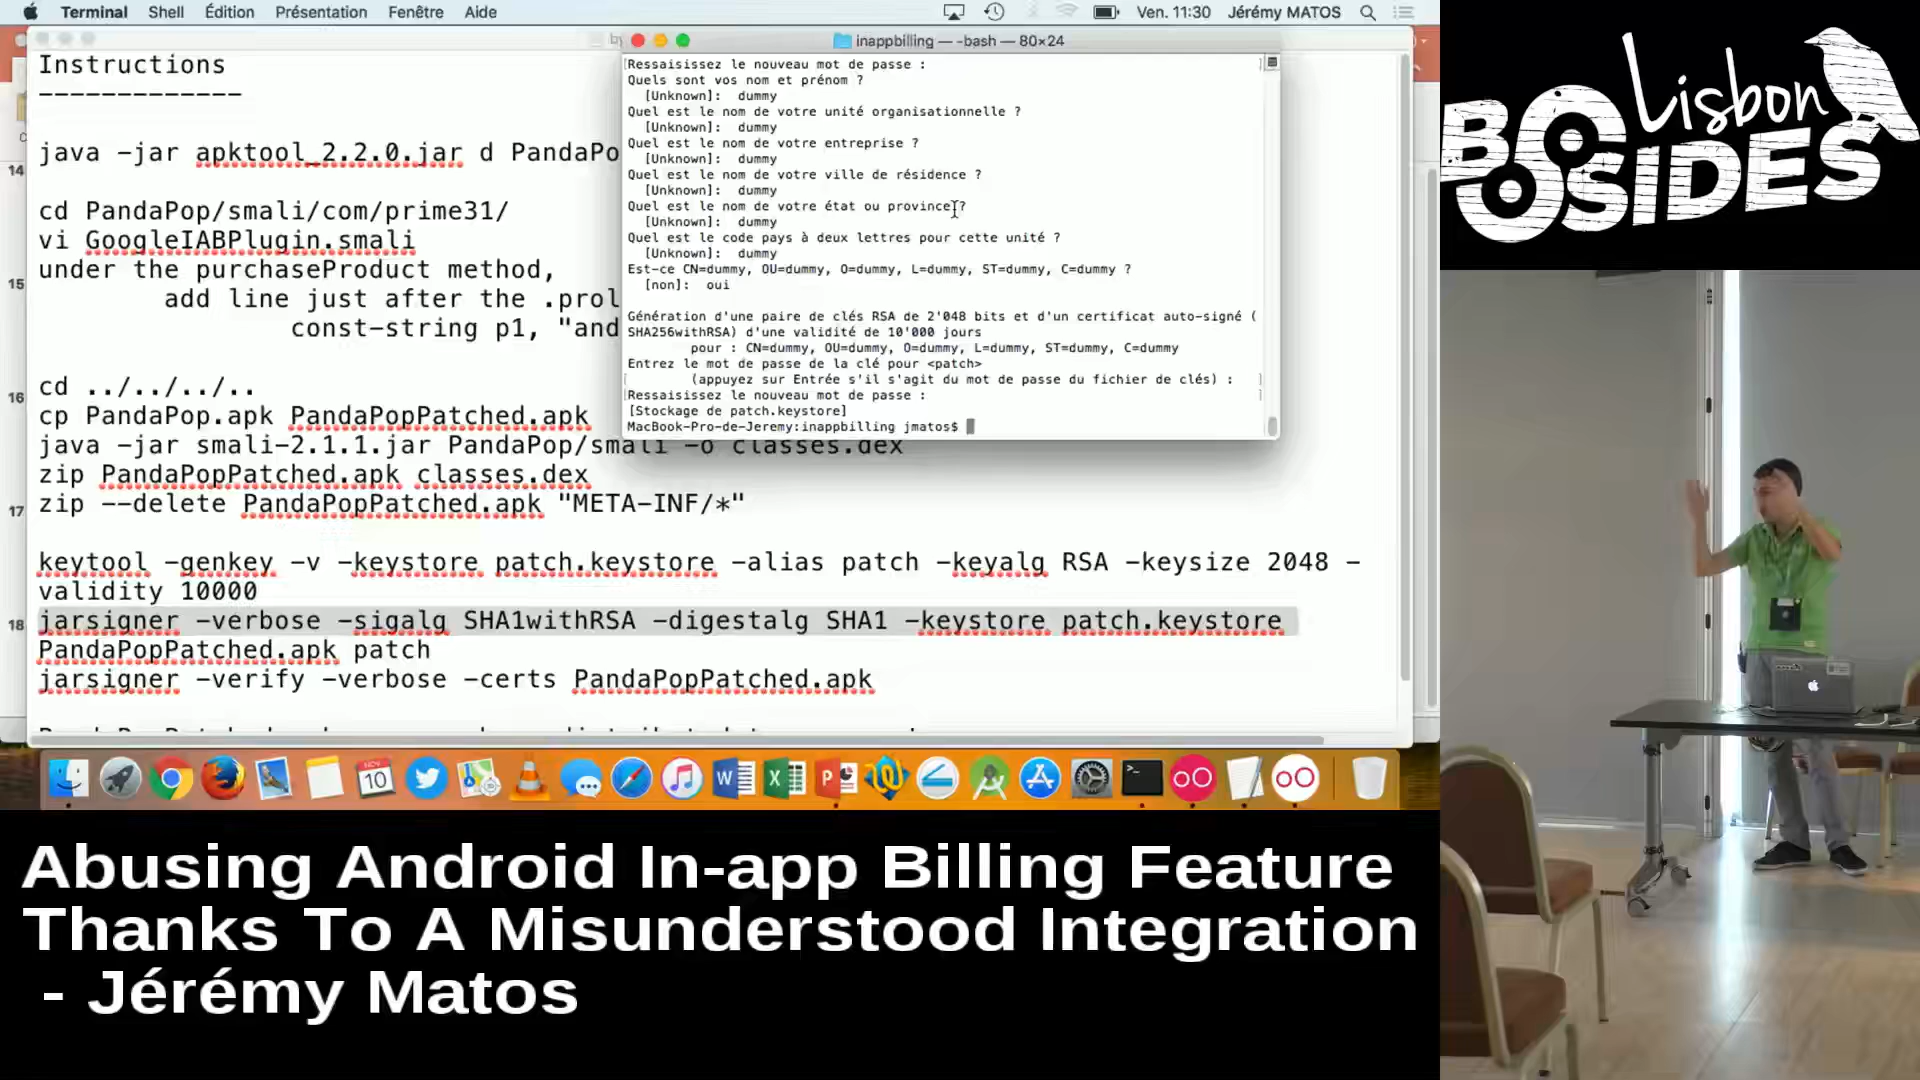 Terminal Shell Édition Présentation Fenêtre Aide Ven. 11:30 Jérémy MATOS
Instructions
-------------
java -jar apktool_2.2.0.jar d PandaPo
cd PandaPop/smali/com/prime31/
vi GoogleIABPlugin.smali
under the purchaseProduct method,
add line just after the .prol
const-string p1, "and
cd ../../../..
cp PandaPop.apk PandaPopPatched.apk
java -jar smali-2.1.1.jar PandaPop/smali -o classes.dex
zip PandaPopPatched.apk classes.dex
zip --delete PandaPopPatched.apk "META-INF/*"
keytool -genkey -v -keystore patch.keystore -alias patch -keyalg RSA -keysize 2048 -
validity 10000
jarsigner -verbose -sigalg SHA1withRSA -digestalg SHA1 -keystore patch.keystore
PandaPopPatched.apk patch
jarsigner -verify -verbose -certs PandaPopPatched.apk
14
15
16
17
18
inappbilling — -bash — 80×24
Ressaisissez le nouveau mot de passe :
Quels sont vos nom et prénom ?
[Unknown]: dummy
Quel est le nom de votre unité organisationnelle ?
[Unknown]: dummy
Quel est le nom de votre entreprise ?
[Unknown]: dummy
Quel est le nom de votre ville de résidence ?
[Unknown]: dummy
Quel est le nom de votre état ou province ?
[Unknown]: dummy
Quel est le code pays à deux lettres pour cette unité ?
[Unknown]: dummy
Est-ce CN=dummy, OU=dummy, O=dummy, L=dummy, ST=dummy, C=dummy ?
[non]: oui
Génération d'une paire de clés RSA de 2'048 bits et d'un certificat auto-signé (
SHA256withRSA) d'une validité de 10'000 jours
pour : CN=dummy, OU=dummy, O=dummy, L=dummy, ST=dummy, C=dummy
Entrez le mot de passe de la clé pour <patch>
(appuyez sur Entrée s'il s'agit du mot de passe du fichier de clés) :
Ressaisissez le nouveau mot de passe :
[Stockage de patch.keystore]
MacBook-Pro-de-Jeremy:inappbilling jmatos$
NOV
10
Lisbon
BSIDES
Abusing Android In-app Billing Feature
Thanks To A Misunderstood Integration
- Jérémy Matos